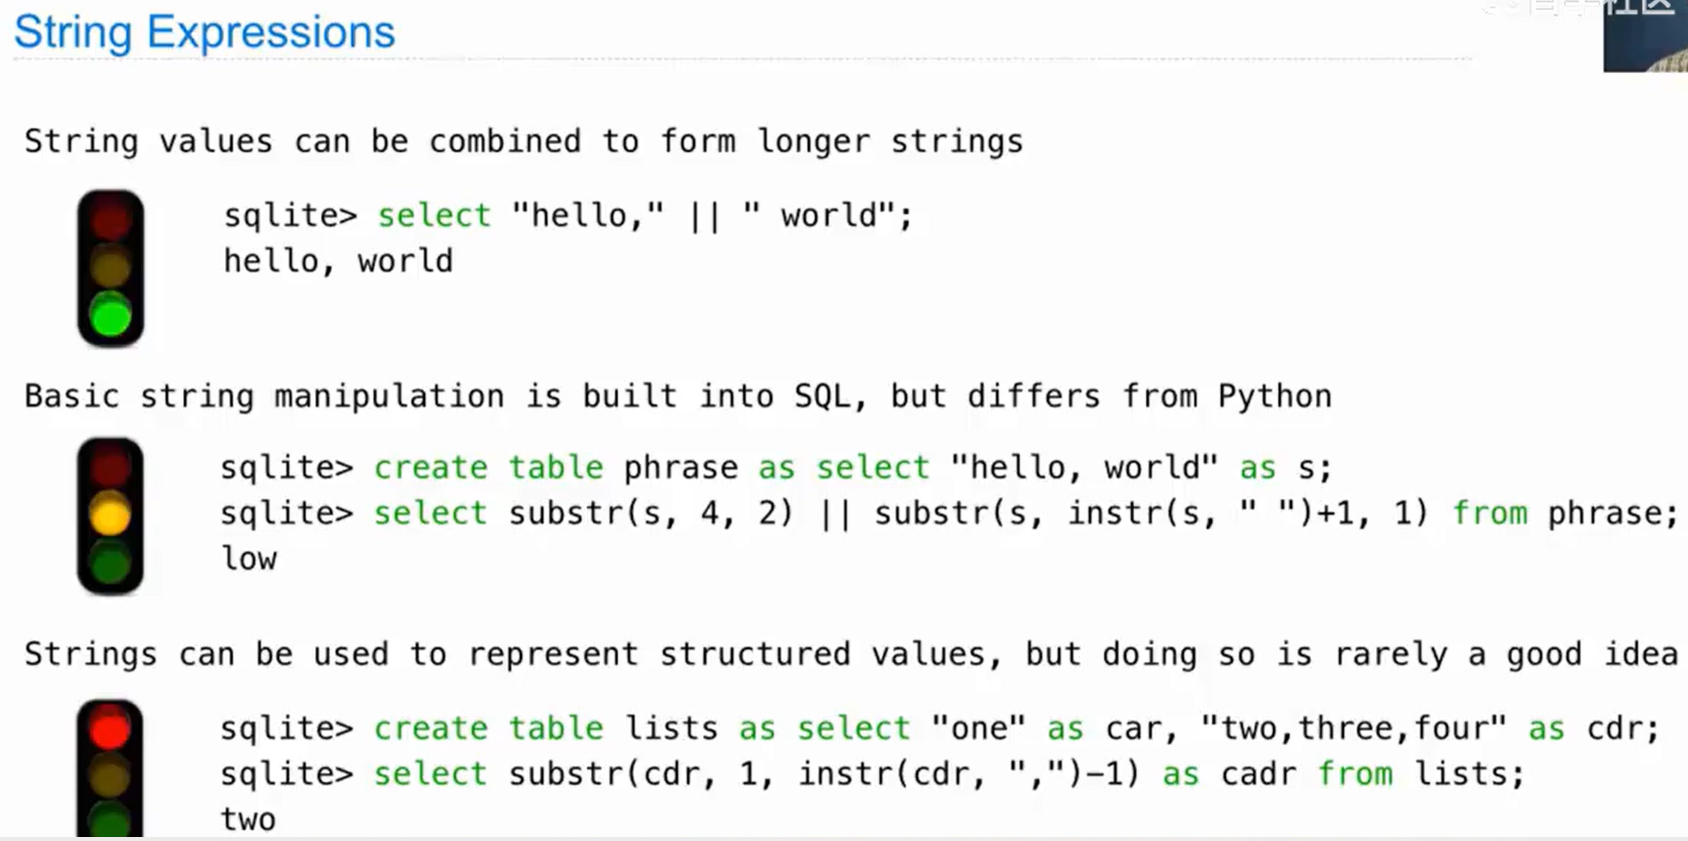 String Expressions
String values can be combined to form longer strings
sqlite> select "hello," || " world";
hello, world
Basic string manipulation is built into SQL, but differs from Python
sqlite> create table phrase as select "hello, world" as s;
sqlite> select substr(s, 4, 2) || substr(s, instr(s, " ")+1, 1) from phrase;
low
Strings can be used to represent structured values, but doing so is rarely a good idea
sqlite> create table lists as select "one" as car, "two,three,four" as cdr;
sqlite> select substr(cdr, 1, instr(cdr, ",")-1) as cadr from lists;
two